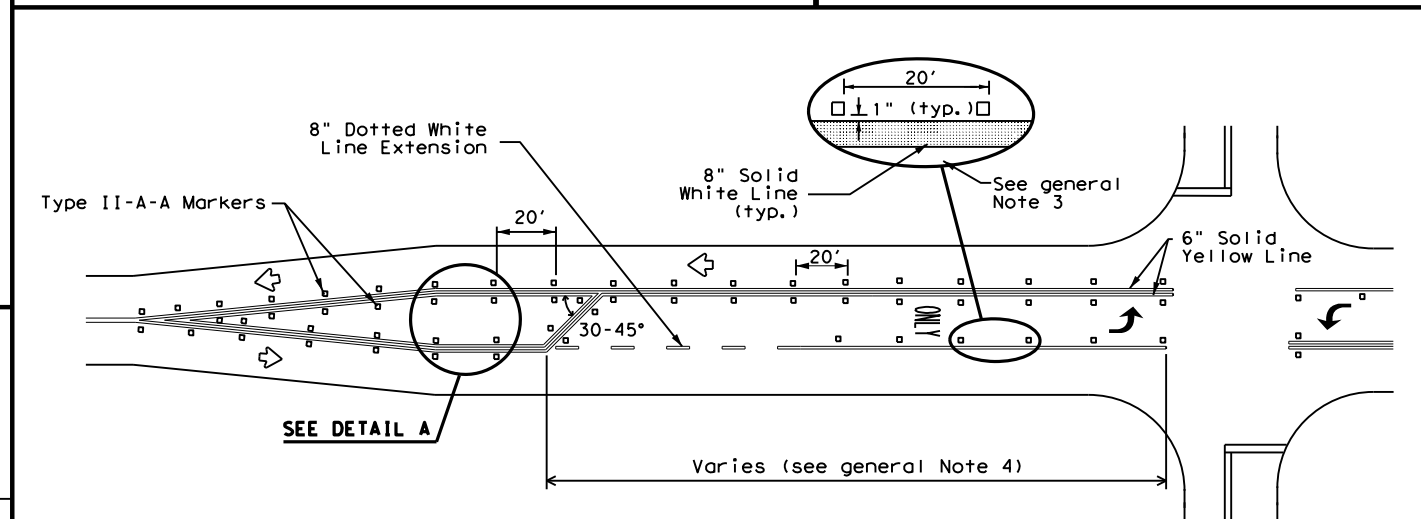 20'
1" (typ.)
8" Dotted White
Line Extension
8" Solid
White Line
(typ.)
See general
Note 3
Type II-A-A Markers
20'
20'
6" Solid
Yellow Line
30-45°
ONLY
SEE DETAIL A
Varies (see general Note 4)